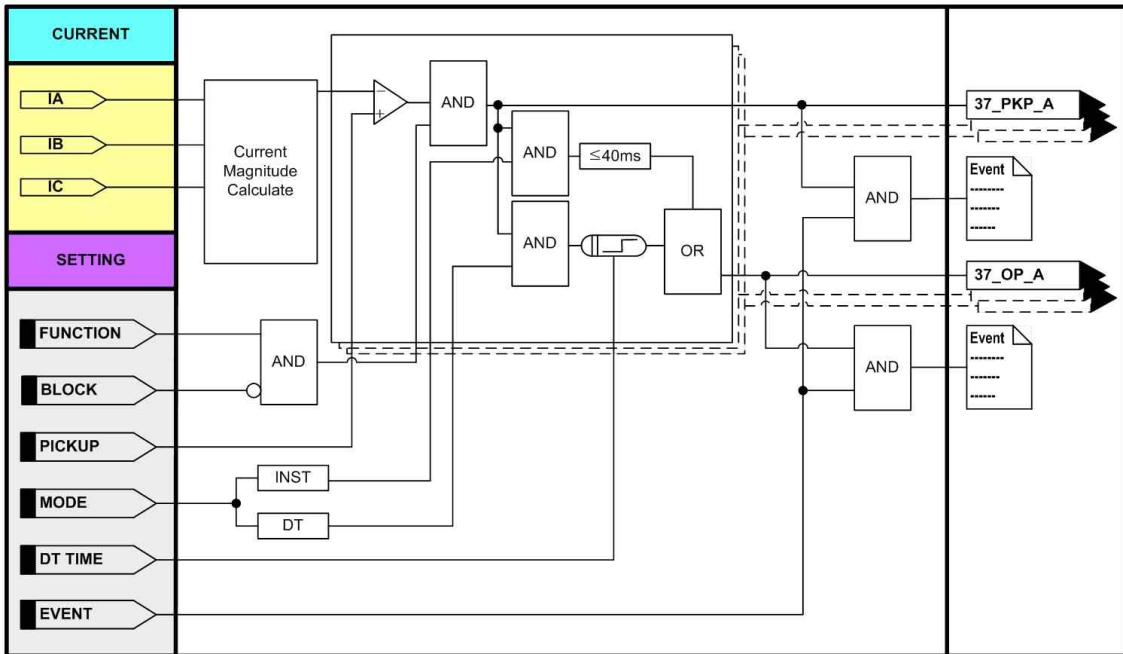 CURRENT
IA
IB
IC
SETTING
FUNCTION
BLOCK
PICKUP
MODE
DT TIME
EVENT
Current
Magnitude
Calculate
−
+
AND
AND
AND
≤40ms
OR
AND
INST
DT
AND
AND
37_PKP_A
Event
--------
-------
------
37_OP_A
Event
--------
-------
------